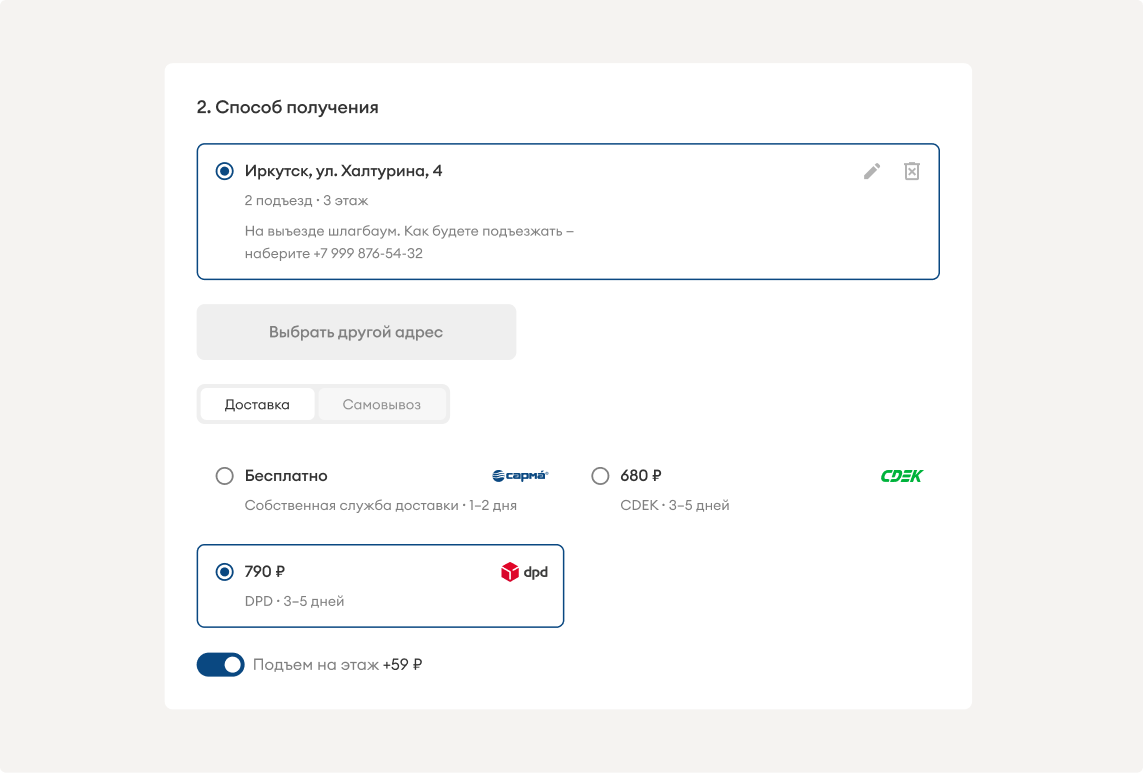 2. Способ получения
Иркутск, ул. Халтурина, 4
2 подъезд · 3 этаж
На выъезде шлагбаум. Как будете подъезжать –
наберите +7 999 876-54-32
Выбрать другой адрес
Доставка Самовывоз
Бесплатно сарма́®
Собственная служба доставки · 1–2 дня
680 ₽ CDEK
CDEK · 3–5 дней
790 ₽ dpd
DPD · 3–5 дней
Подъем на этаж +59 ₽